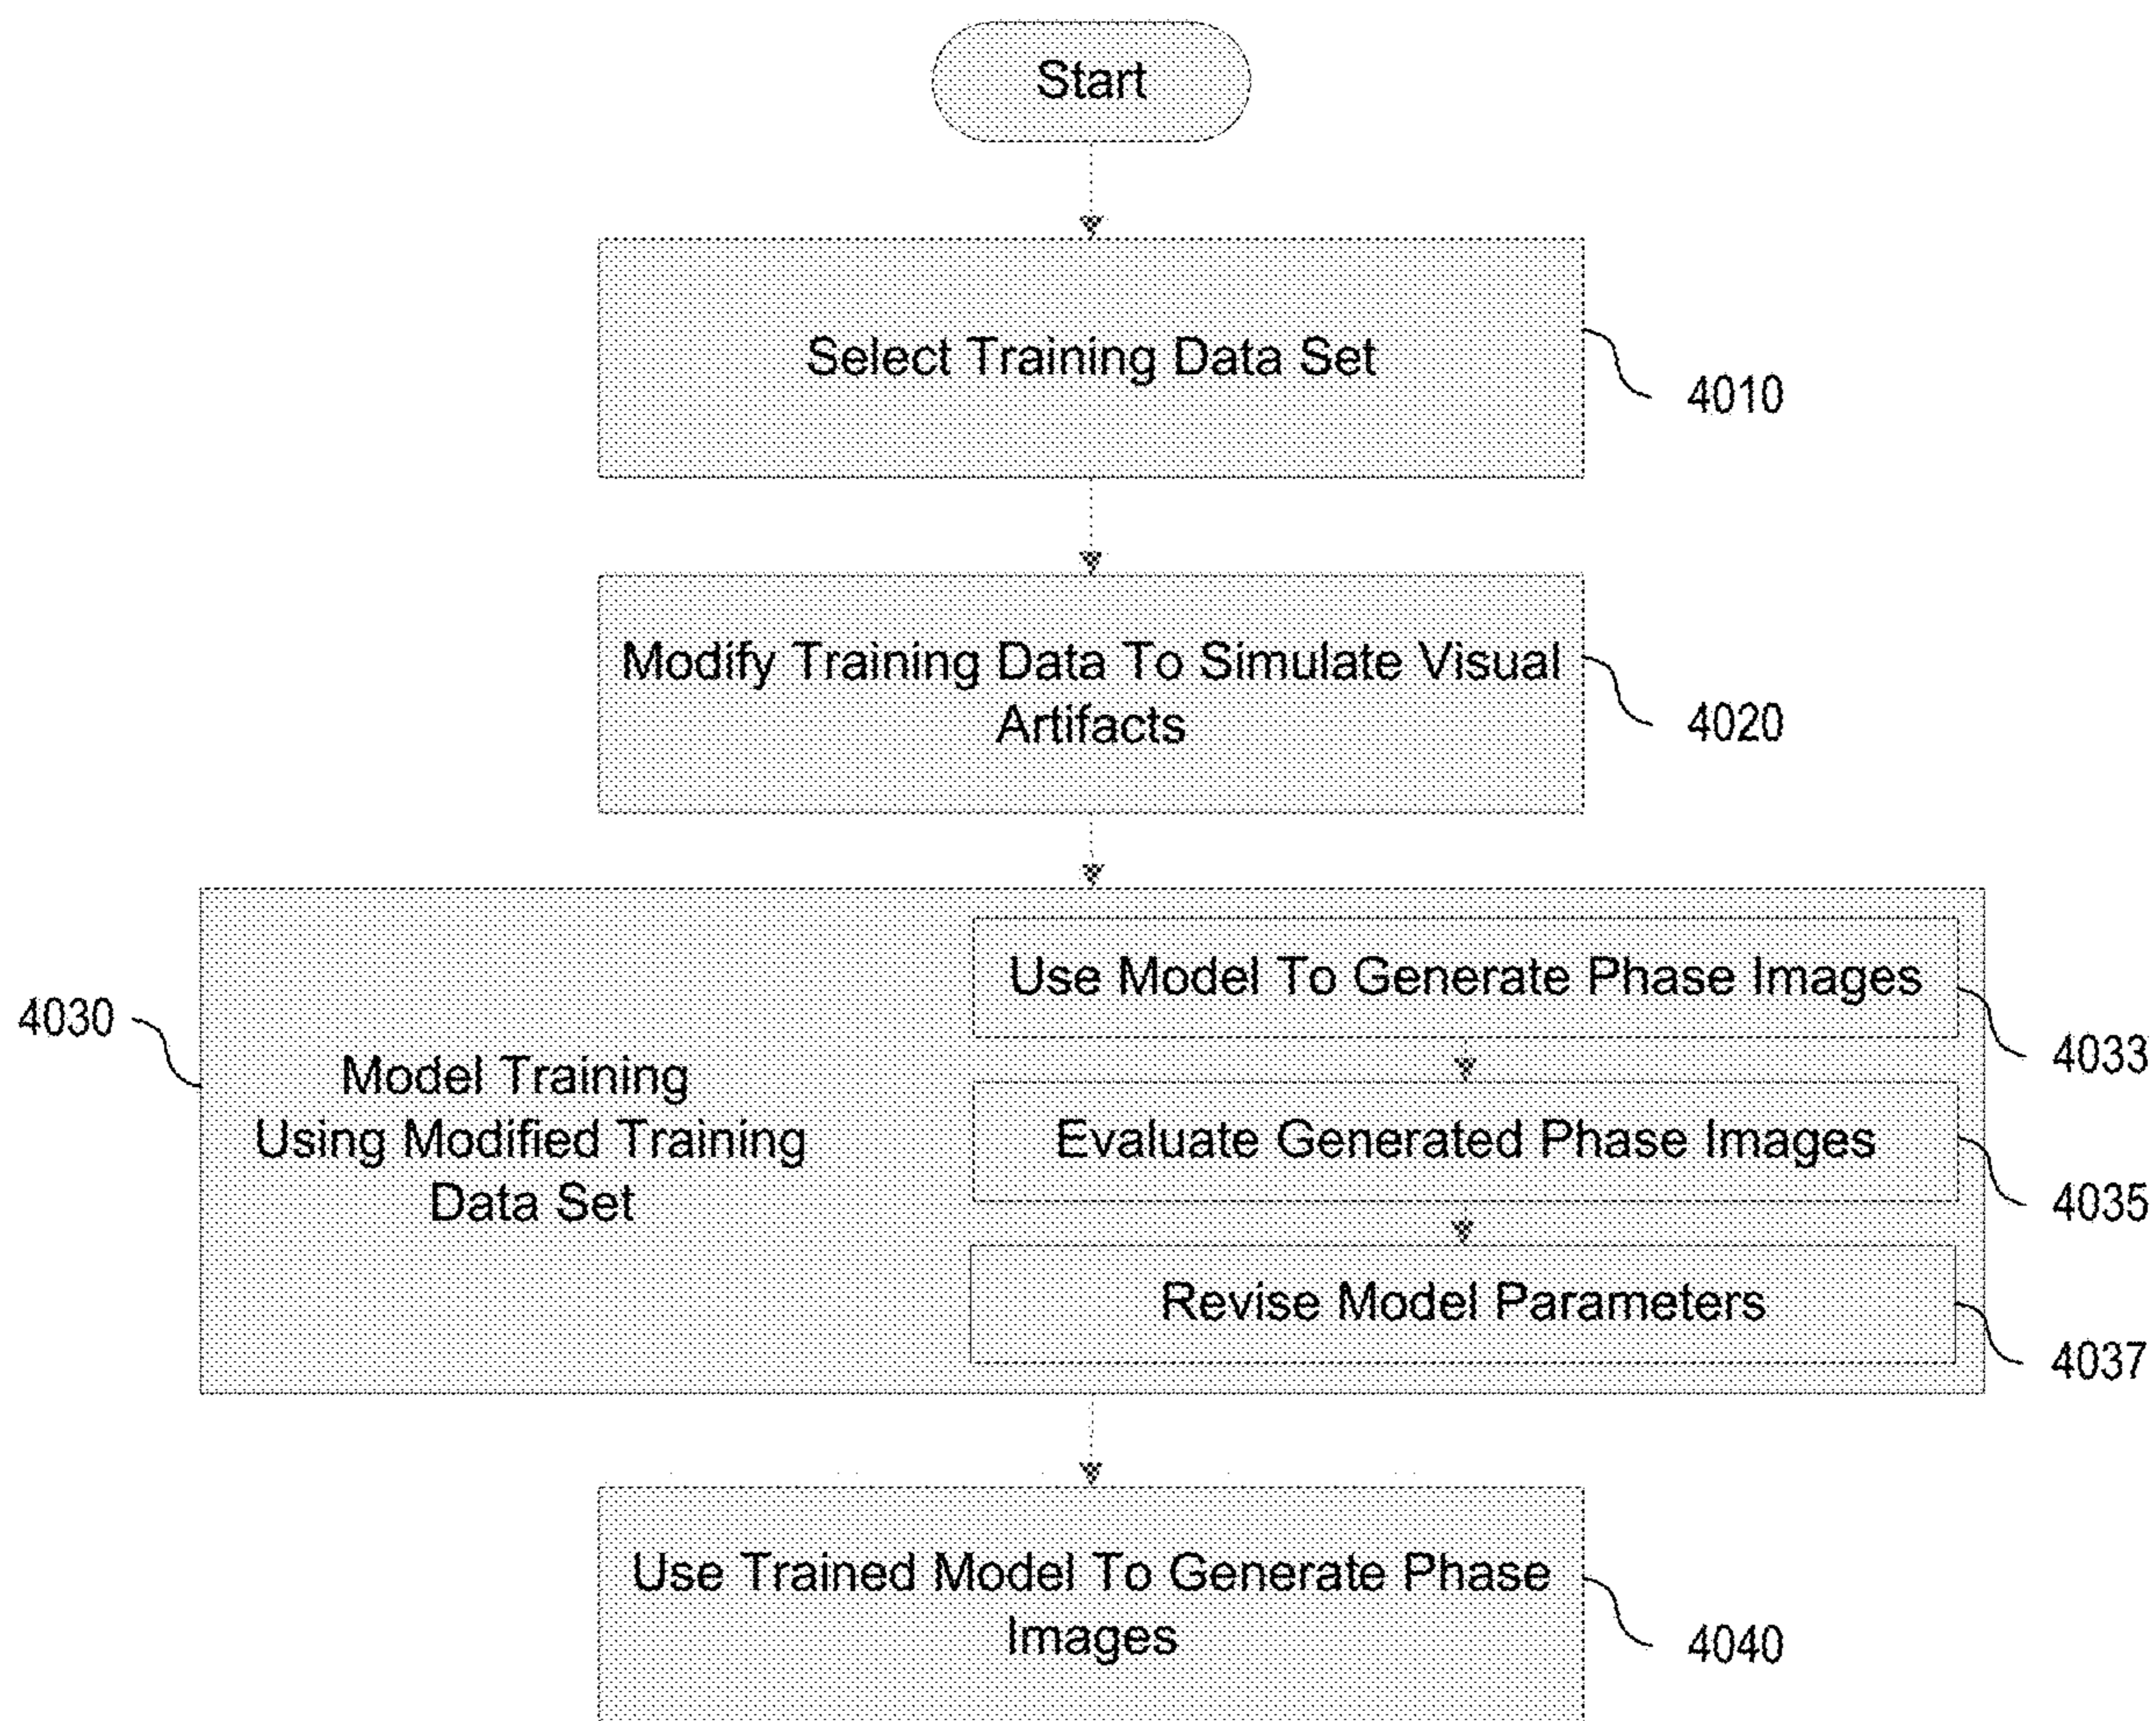 Start
Select Training Data Set
4010
Modify Training Data To Simulate Visual
Artifacts
4020
4030
Model Training
Using Modified Training
Data Set
Use Model To Generate Phase Images
4033
Evaluate Generated Phase Images
4035
Revise Model Parameters
4037
Use Trained Model To Generate Phase
Images
4040